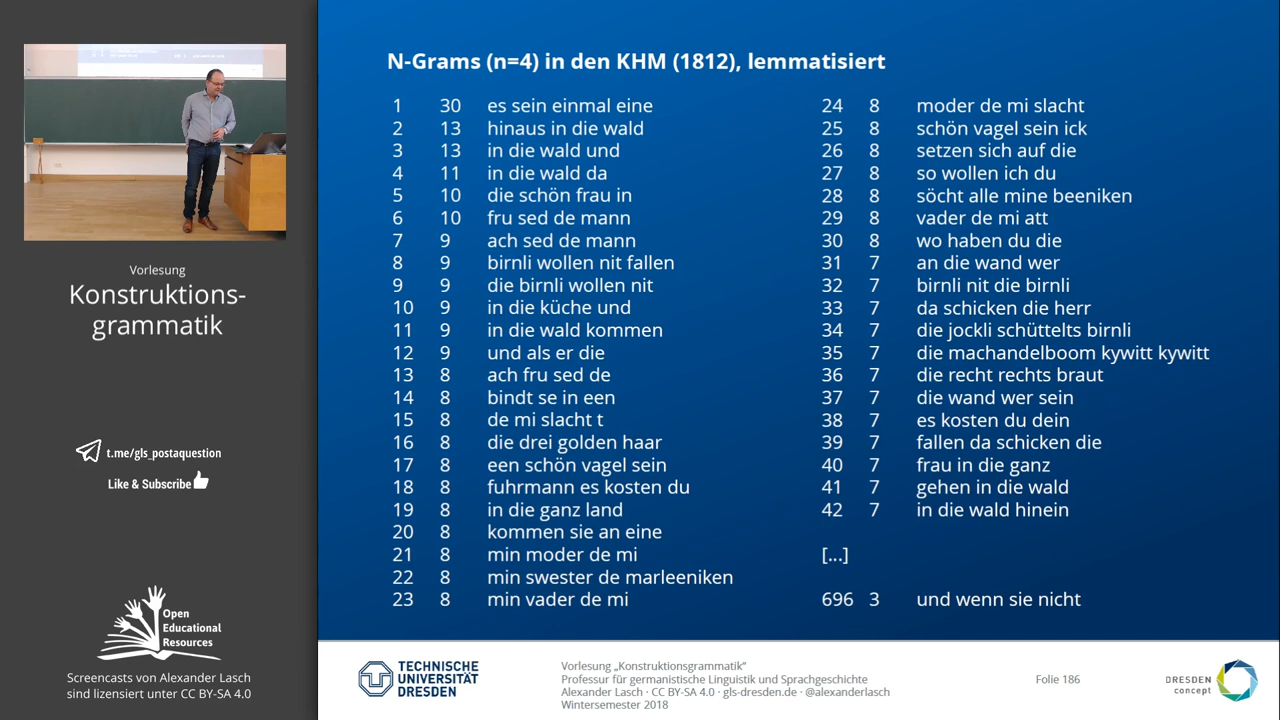 Vorlesung
Konstruktions-
grammatik
t.me/gls_postaquestion
Like & Subscribe
Open
Educational
Resources
Screencasts von Alexander Lasch
sind lizensiert unter CC BY-SA 4.0
N-Grams (n=4) in den KHM (1812), lemmatisiert
1 30 es sein einmal eine
2 13 hinaus in die wald
3 13 in die wald und
4 11 in die wald da
5 10 die schön frau in
6 10 fru sed de mann
7 9 ach sed de mann
8 9 birnli wollen nit fallen
9 9 die birnli wollen nit
10 9 in die küche und
11 9 in die wald kommen
12 9 und als er die
13 8 ach fru sed de
14 8 bindt se in een
15 8 de mi slacht t
16 8 die drei golden haar
17 8 een schön vagel sein
18 8 fuhrmann es kosten du
19 8 in die ganz land
20 8 kommen sie an eine
21 8 min moder de mi
22 8 min swester de marleeniken
23 8 min vader de mi
24 8 moder de mi slacht
25 8 schön vagel sein ick
26 8 setzen sich auf die
27 8 so wollen ich du
28 8 söcht alle mine beeniken
29 8 vader de mi att
30 8 wo haben du die
31 7 an die wand wer
32 7 birnli nit die birnli
33 7 da schicken die herr
34 7 die jockli schüttelts birnli
35 7 die machandelboom kywitt kywitt
36 7 die recht rechts braut
37 7 die wand wer sein
38 7 es kosten du dein
39 7 fallen da schicken die
40 7 frau in die ganz
41 7 gehen in die wald
42 7 in die wald hinein
[...]
696 3 und wenn sie nicht
TECHNISCHE
UNIVERSITÄT
DRESDEN
Vorlesung „Konstruktionsgrammatik“
Professur für germanistische Linguistik und Sprachgeschichte
Alexander Lasch · CC BY-SA 4.0 · gls-dresden.de · @alexanderlasch
Wintersemester 2018
Folie 186
DRESDEN
concept